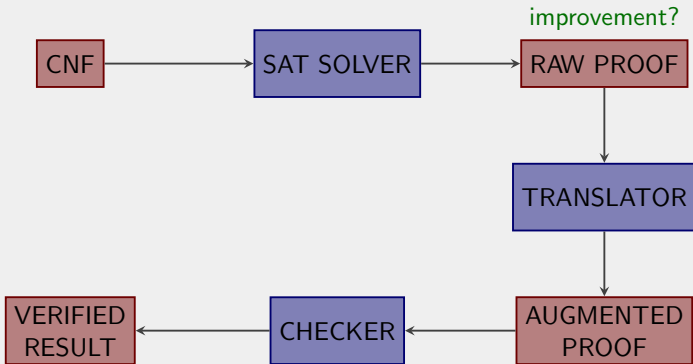 improvement?
CNF
SAT SOLVER
RAW PROOF
TRANSLATOR
VERIFIED
RESULT
CHECKER
AUGMENTED
PROOF